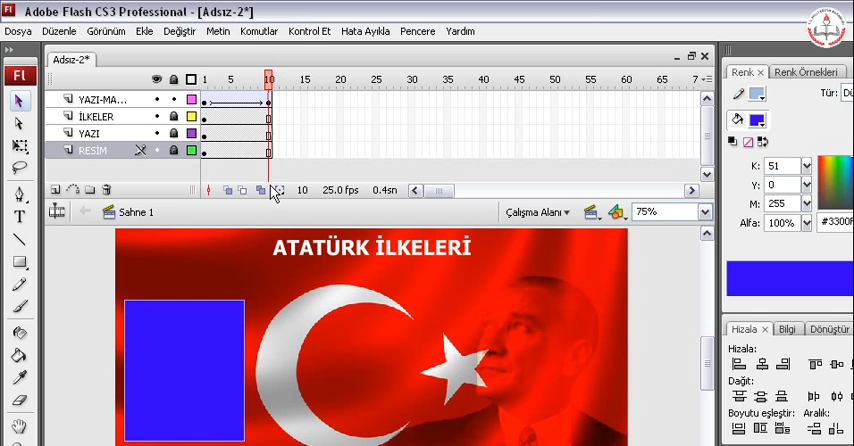 Adobe Flash CS3 Professional - [Adsız-2*]
Dosya Düzenle Görünüm Ekle Değiştir Metin Komutlar Kontrol Et Hata Ayıkla Pencere Yardım
Fl
Adsız-2*
1 5 10 15 20 25 30 35 40 45 50 55 60 65 7
YAZI-MA...
İLKELER
YAZI
RESİM
10 25.0 fps 0.4sn
Sahne 1
Çalışma Alanı
75%
ATATÜRK İLKELERİ
Renk Renk Örnekleri
Tür: Dü
K: 51
Y: 0
M: 255
Alfa: 100%
#3300F
Hizala Bilgi Dönüştür
Hizala:
Dağıt:
Boyutu eşleştir: Aralık: